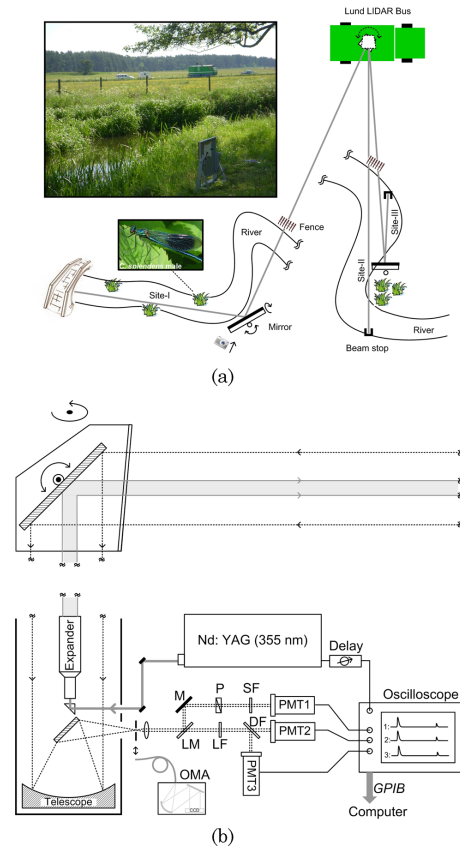 Lund LIDAR Bus
Fence
River
C. splendens male
Site-I
Mirror
Site-II
Site-III
River
Beam stop
(a)
Expander
Nd: YAG (355 nm)
Delay
Oscilloscope
M
P
SF
PMT1
LM
LF
DF
PMT2
PMT3
1:
2:
3:
OMA
CCD
Telescope
GPIB
Computer
(b)